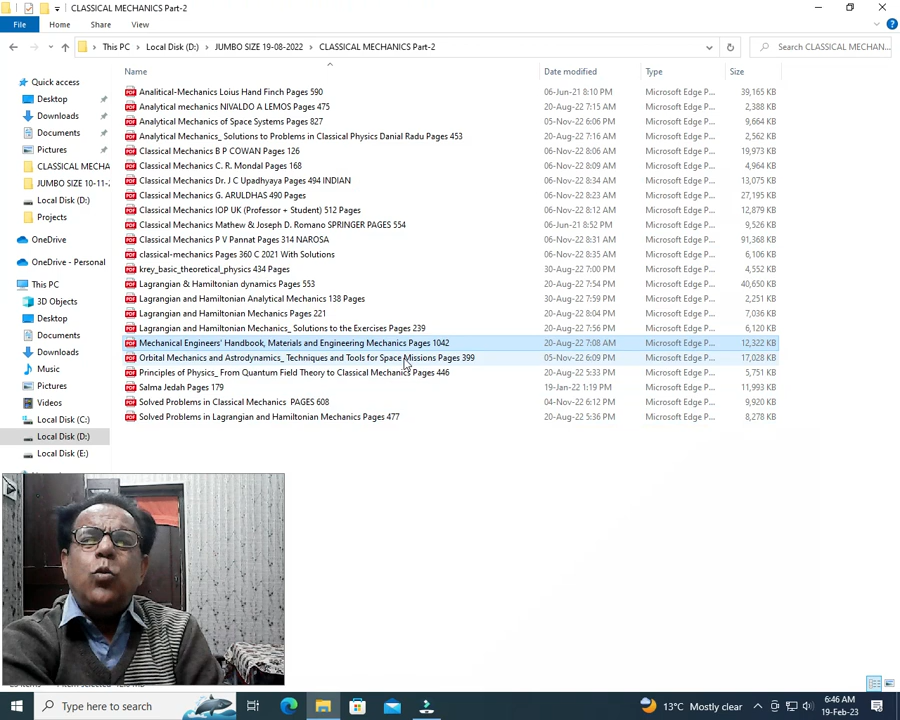 CLASSICAL MECHANICS Part-2
File
Home
Share
View
This PC
Local Disk (D:)
JUMBO SIZE 19-08-2022
CLASSICAL MECHANICS Part-2
Search CLASSICAL MECHAN...
Name
Date modified
Type
Size
Analitical-Mechanics Loius Hand Finch Pages 590 06-Jun-21 8:10 PM Microsoft Edge P... 39,165 KB
Analytical mechanics NIVALDO A LEMOS Pages 475 20-Aug-22 7:15 AM Microsoft Edge P... 2,388 KB
Analytical Mechanics of Space Systems Pages 827 05-Nov-22 6:06 PM Microsoft Edge P... 9,664 KB
Analytical Mechanics_ Solutions to Problems in Classical Physics Danial Radu Pages 453 20-Aug-22 7:16 AM Microsoft Edge P... 2,562 KB
Classical Mechanics B P COWAN Pages 126 06-Nov-22 8:06 AM Microsoft Edge P... 19,973 KB
Classical Mechanics C. R. Mondal Pages 168 06-Nov-22 8:09 AM Microsoft Edge P... 4,964 KB
Classical Mechanics Dr. J C Upadhyaya Pages 494 INDIAN 06-Nov-22 8:34 AM Microsoft Edge P... 13,075 KB
Classical Mechanics G. ARULDHAS 490 Pages 06-Nov-22 8:23 AM Microsoft Edge P... 27,195 KB
Classical Mechanics IOP UK (Professor + Student) 512 Pages 06-Nov-22 8:12 AM Microsoft Edge P... 12,879 KB
Classical Mechanics Mathew & Joseph D. Romano SPRINGER PAGES 554 06-Jun-21 8:52 PM Microsoft Edge P... 9,526 KB
Classical Mechanics P V Pannat Pages 314 NAROSA 06-Nov-22 8:31 AM Microsoft Edge P... 91,368 KB
classical-mechanics Pages 360 C 2021 With Solutions 06-Nov-22 8:35 AM Microsoft Edge P... 6,106 KB
krey_basic_theoretical_physics 434 Pages 30-Aug-22 7:00 PM Microsoft Edge P... 4,552 KB
Lagrangian & Hamiltonian dynamics Pages 553 20-Aug-22 7:54 PM Microsoft Edge P... 40,650 KB
Lagrangian and Hamiltonian Analytical Mechanics 138 Pages 30-Aug-22 7:59 PM Microsoft Edge P... 2,251 KB
Lagrangian and Hamiltonian Mechanics Pages 221 20-Aug-22 8:04 PM Microsoft Edge P... 7,036 KB
Lagrangian and Hamiltonian Mechanics_ Solutions to the Exercises Pages 239 20-Aug-22 7:56 PM Microsoft Edge P... 6,120 KB
Mechanical Engineers' Handbook, Materials and Engineering Mechanics Pages 1042 20-Aug-22 7:08 AM Microsoft Edge P... 12,322 KB
Orbital Mechanics and Astrodynamics_ Techniques and Tools for Space Missions Pages 399 05-Nov-22 6:09 PM Microsoft Edge P... 17,028 KB
Principles of Physics_ From Quantum Field Theory to Classical Mechanics Pages 446 20-Aug-22 5:33 PM Microsoft Edge P... 5,751 KB
Salma Jedah Pages 179 19-Jan-22 1:19 PM Microsoft Edge P... 11,993 KB
Solved Problems in Classical Mechanics PAGES 608 04-Nov-22 6:12 PM Microsoft Edge P... 9,920 KB
Solved Problems in Lagrangian and Hamiltonian Mechanics Pages 477 20-Aug-22 5:36 PM Microsoft Edge P... 8,278 KB
Quick access
Desktop
Downloads
Documents
Pictures
CLASSICAL MECHA
JUMBO SIZE 10-11-2
Local Disk (D:)
Projects
OneDrive
OneDrive - Personal
This PC
3D Objects
Desktop
Documents
Downloads
Music
Pictures
Videos
Local Disk (C:)
Local Disk (D:)
Local Disk (E:)
Type here to search
13°C Mostly clear
6:46 AM
19-Feb-23